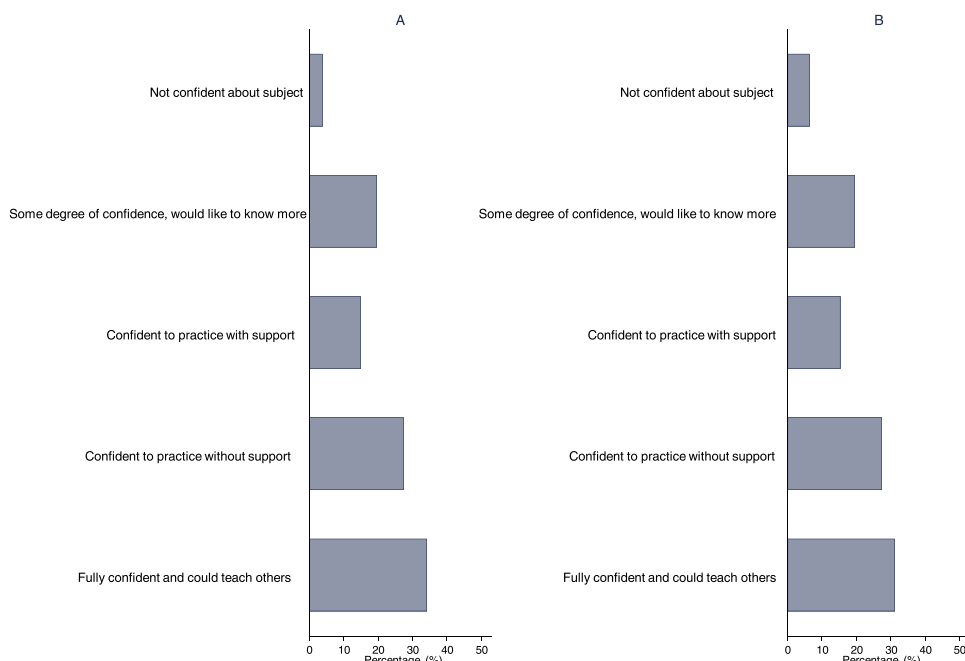 A
Not confident about subject
Some degree of confidence, would like to know more
Confident to practice with support
Confident to practice without support
Fully confident and could teach others
0 10 20 30 40 50
Percentage (%)
B
Not confident about subject
Some degree of confidence, would like to know more
Confident to practice with support
Confident to practice without support
Fully confident and could teach others
0 10 20 30 40 50
Percentage (%)